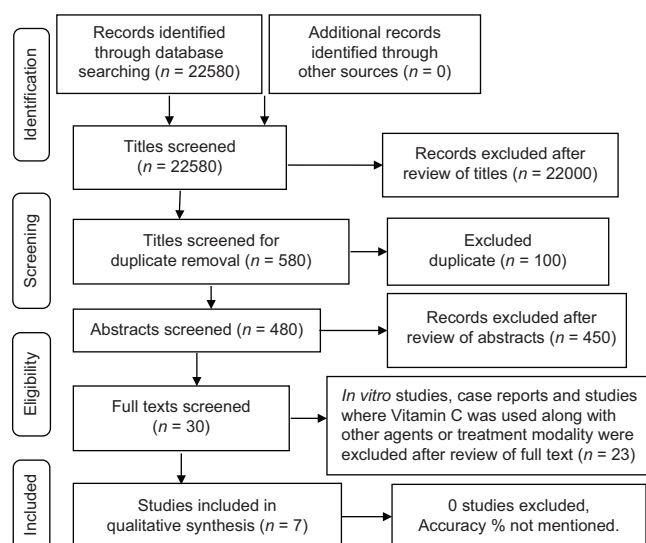 Identification
Records identified
through database
searching (n = 22580)
Additional records
identified through
other sources (n = 0)
Titles screened
(n = 22580)
Records excluded after
review of titles (n = 22000)
Screening
Titles screened for
duplicate removal (n = 580)
Excluded
duplicate (n = 100)
Abstracts screened (n = 480)
Records excluded after
review of abstracts (n = 450)
Eligibility
Full texts screened
(n = 30)
In vitro studies, case reports and studies
where Vitamin C was used along with
other agents or treatment modality were
excluded after review of full text (n = 23)
Included
Studies included in
qualitative synthesis (n = 7)
0 studies excluded,
Accuracy % not mentioned.